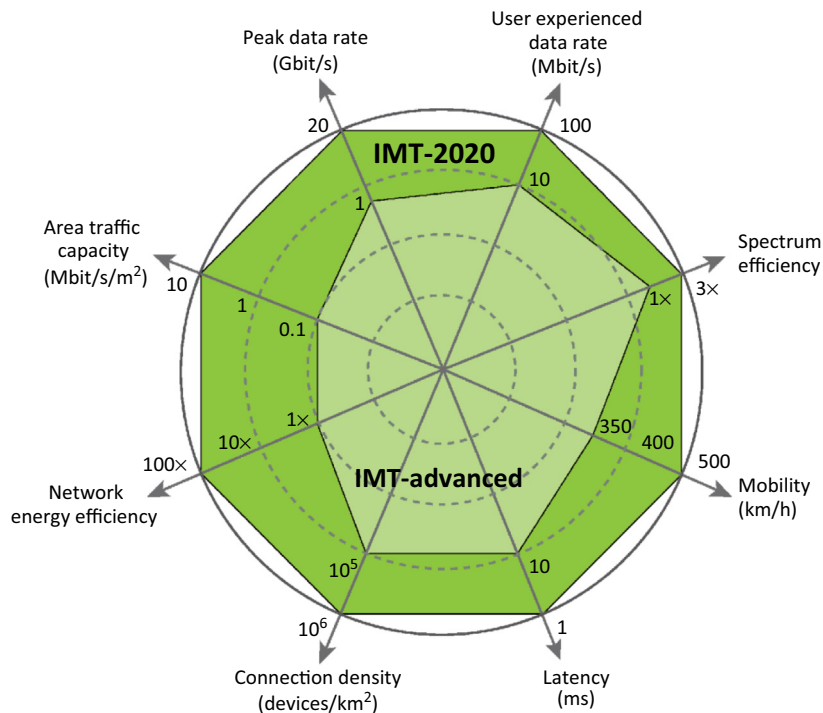 Peak data rate
(Gbit/s)
User experienced
data rate
(Mbit/s)
20
100
IMT-2020
1
10
Area traffic
capacity
(Mbit/s/m²)
Spectrum
efficiency
10
1
0.1
1×
3×
1×
10×
100×
350
400
500
Network
energy efficiency
Mobility
(km/h)
IMT-advanced
10⁵
10
10⁶
1
Connection density
(devices/km²)
Latency
(ms)